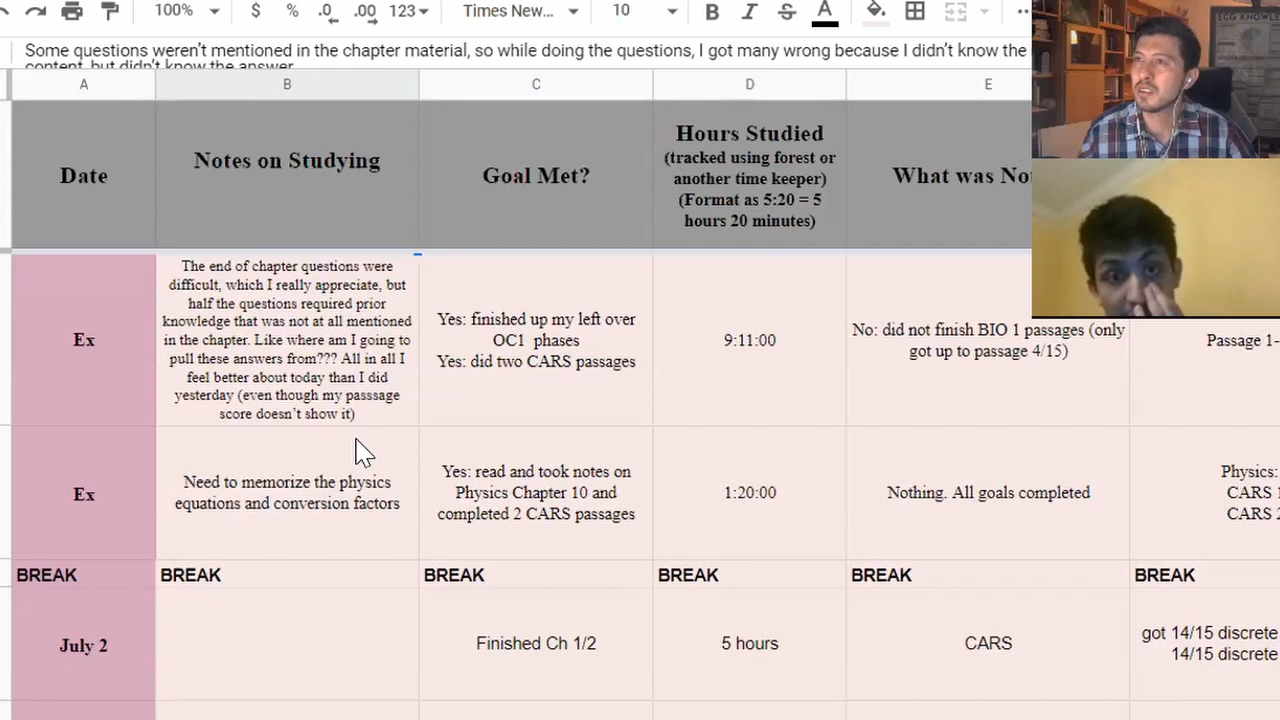 100%
$
%
.0
.00
123
Times New...
10
B
I
S
A
Some questions weren't mentioned in the chapter material, so while doing the questions, I got many wrong because I didn't know the
content, but didn't know the answer
A
B
C
D
E
Date
Notes on Studying
Goal Met?
Hours Studied
(tracked using forest or
another time keeper)
(Format as 5:20 = 5
hours 20 minutes)
What was No
Ex
The end of chapter questions were
difficult, which I really appreciate, but
half the questions required prior
knowledge that was not at all mentioned
in the chapter. Like where am I going to
pull these answers from??? All in all I
feel better about today than I did
yesterday (even though my passsage
score doesn't show it)
Yes: finished up my left over
OC1 phases
Yes: did two CARS passages
9:11:00
No: did not finish BIO 1 passages (only
got up to passage 4/15)
Passage 1-
Ex
Need to memorize the physics
equations and conversion factors
Yes: read and took notes on
Physics Chapter 10 and
completed 2 CARS passages
1:20:00
Nothing. All goals completed
Physics:
CARS 1
CARS 2
BREAK
BREAK
BREAK
BREAK
BREAK
BREAK
July 2
Finished Ch 1/2
5 hours
CARS
got 14/15 discrete
14/15 discrete
ECG KNOWLE